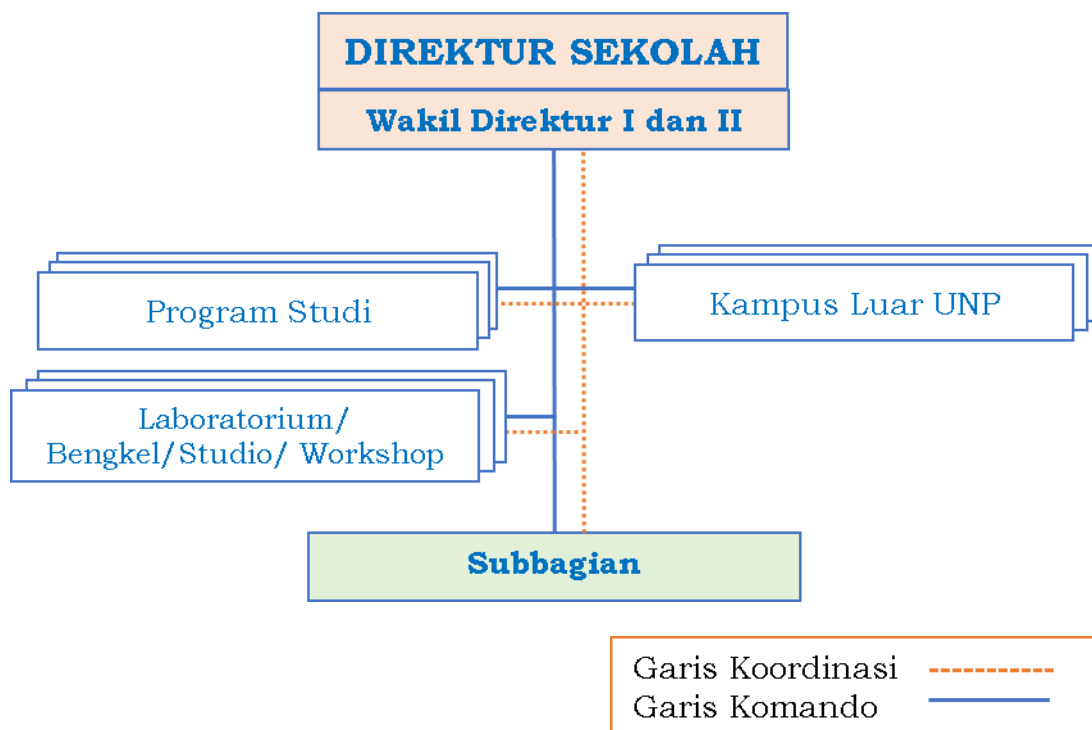 DIREKTUR SEKOLAH
Wakil Direktur I dan II
Program Studi
Kampus Luar UNP
Laboratorium/
Bengkel/Studio/ Workshop
Subbagian
Garis Koordinasi
Garis Komando